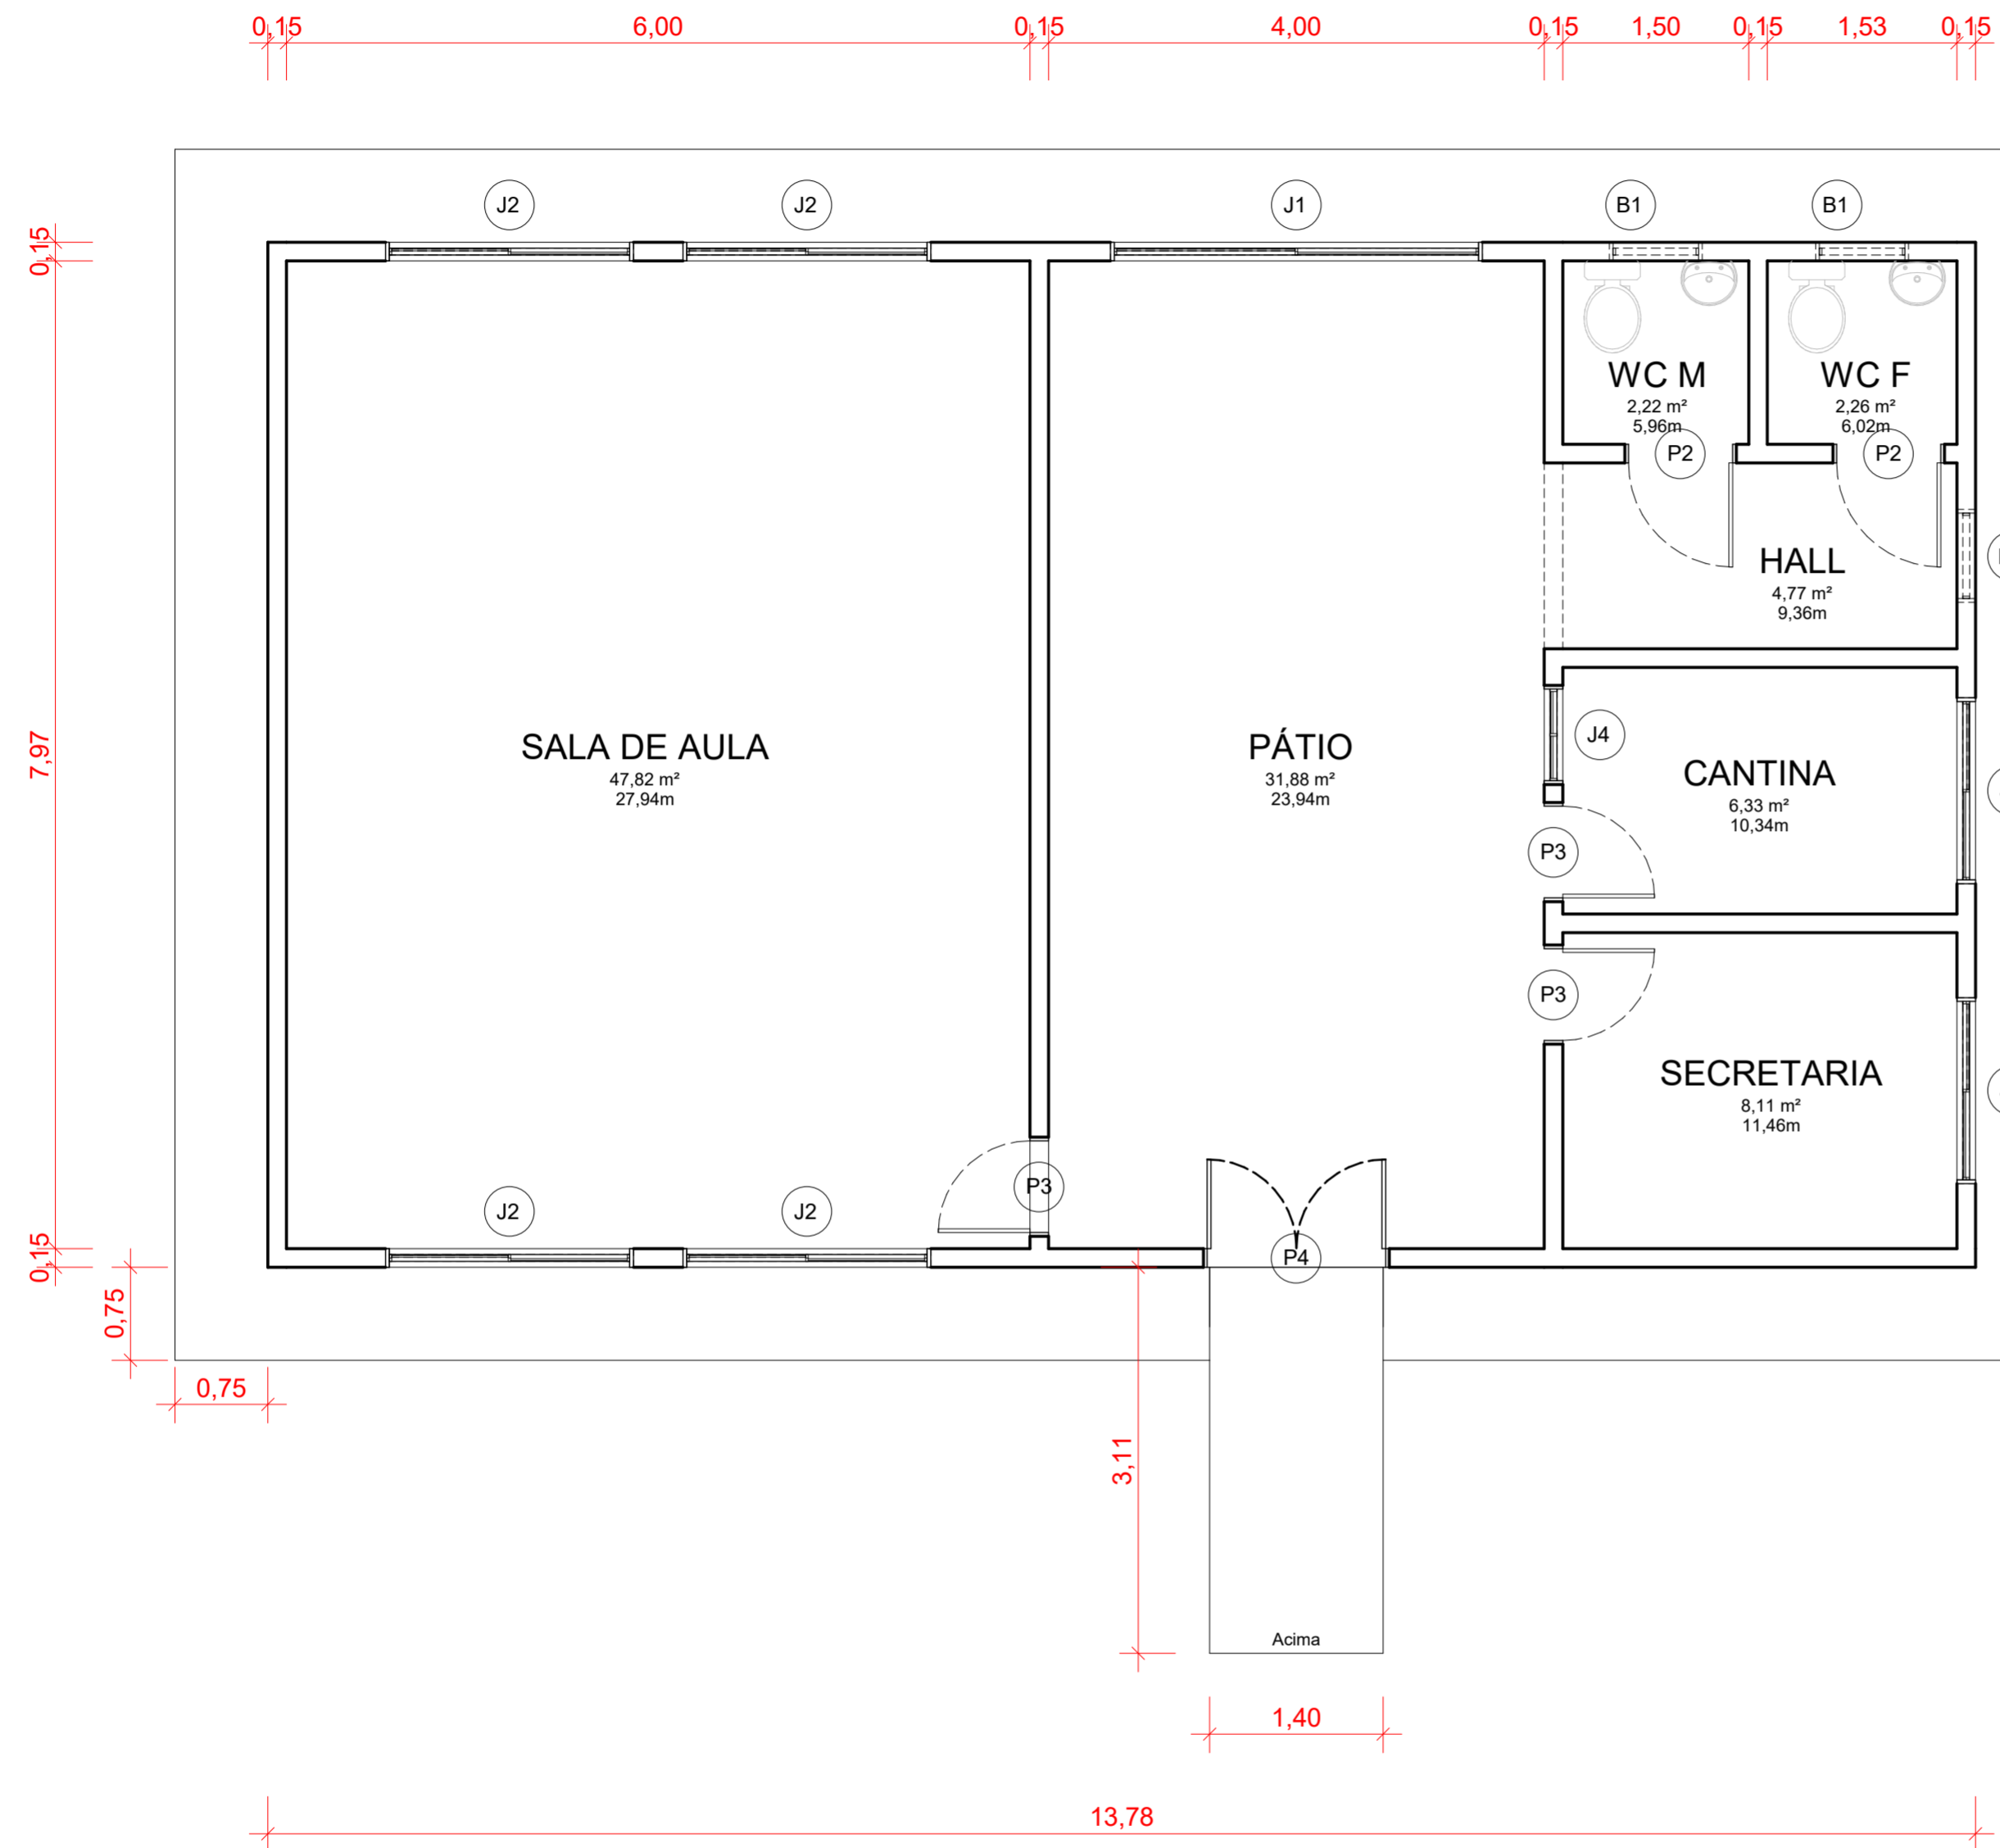 0,15 6,00 0,15 4,00 0,15 1,50 0,15 1,53 0,15
J2 J2 J1 B1 B1
0,15
WC M
2,22 m²
5,96m
WC F
2,26 m²
6,02m
P2 P2
HALL
4,77 m²
9,36m
7,97
SALA DE AULA
47,82 m²
27,94m
PÁTIO
31,88 m²
23,94m
J4
CANTINA
6,33 m²
10,34m
P3
P3
SECRETARIA
8,11 m²
11,46m
P3
J2 J2
P4
0,15
0,75
0,75
3,11
Acima
1,40
13,78